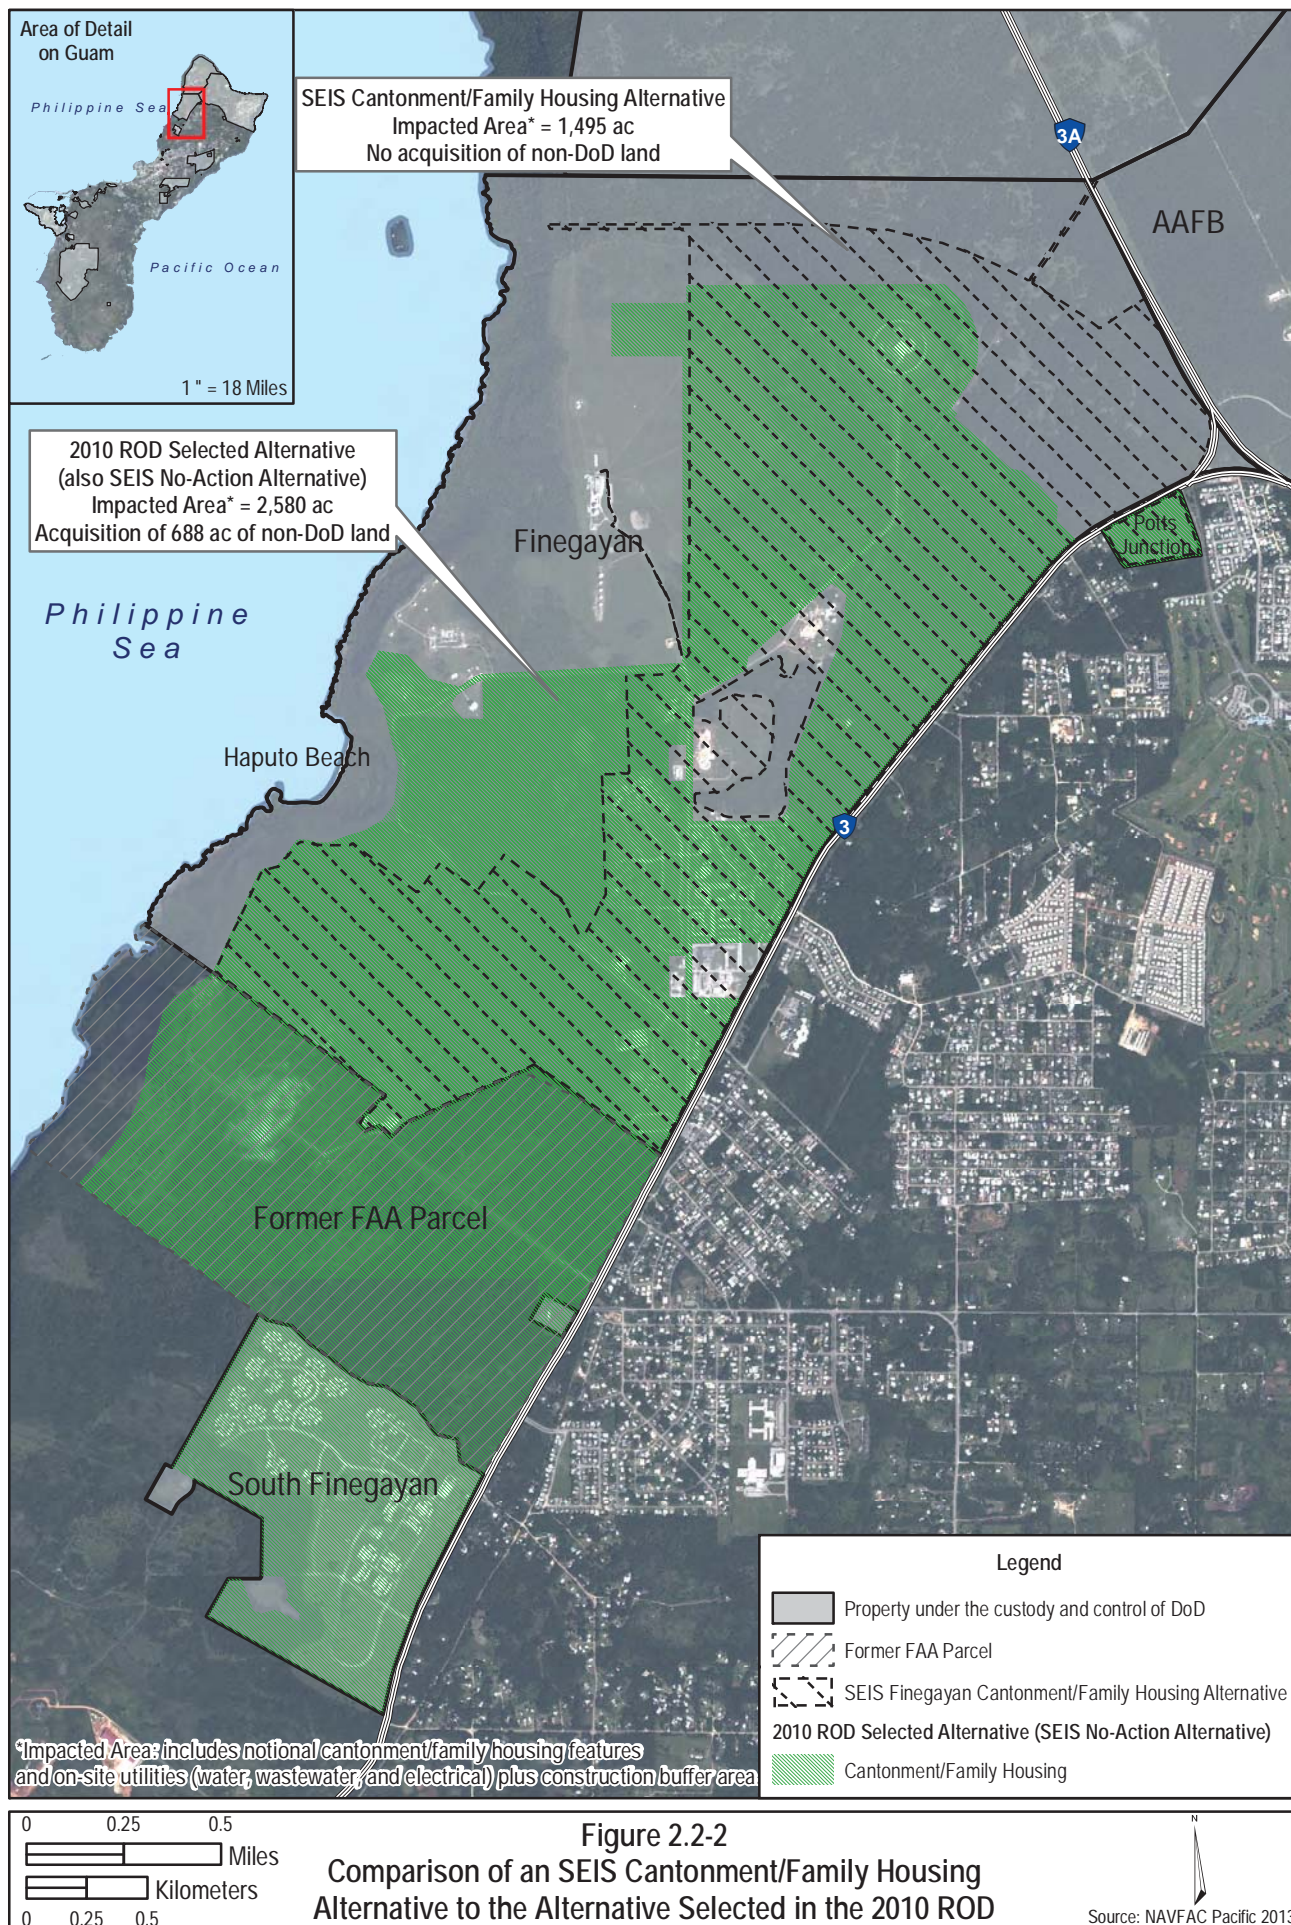 Area of Detail
on Guam
Philippine Sea
Pacific Ocean
1 " = 18 Miles
SEIS Cantonment/Family Housing Alternative
Impacted Area* = 1,495 ac
No acquisition of non-DoD land
3A
AAFB
2010 ROD Selected Alternative
(also SEIS No-Action Alternative)
Impacted Area* = 2,580 ac
Acquisition of 688 ac of non-DoD land
Finegayan
Potts
Junction
Philippine
Sea
Haputo Beach
3
Former FAA Parcel
South Finegayan
Legend
Property under the custody and control of DoD
Former FAA Parcel
SEIS Finegayan Cantonment/Family Housing Alternative
2010 ROD Selected Alternative (SEIS No-Action Alternative)
Cantonment/Family Housing
*Impacted Area: includes notional cantonment/family housing features
and on-site utilities (water, wastewater, and electrical) plus construction buffer area.
0 0.25 0.5
Miles
Kilometers
0 0.25 0.5
Figure 2.2-2
Comparison of an SEIS Cantonment/Family Housing
Alternative to the Alternative Selected in the 2010 ROD
N
Source: NAVFAC Pacific 2013